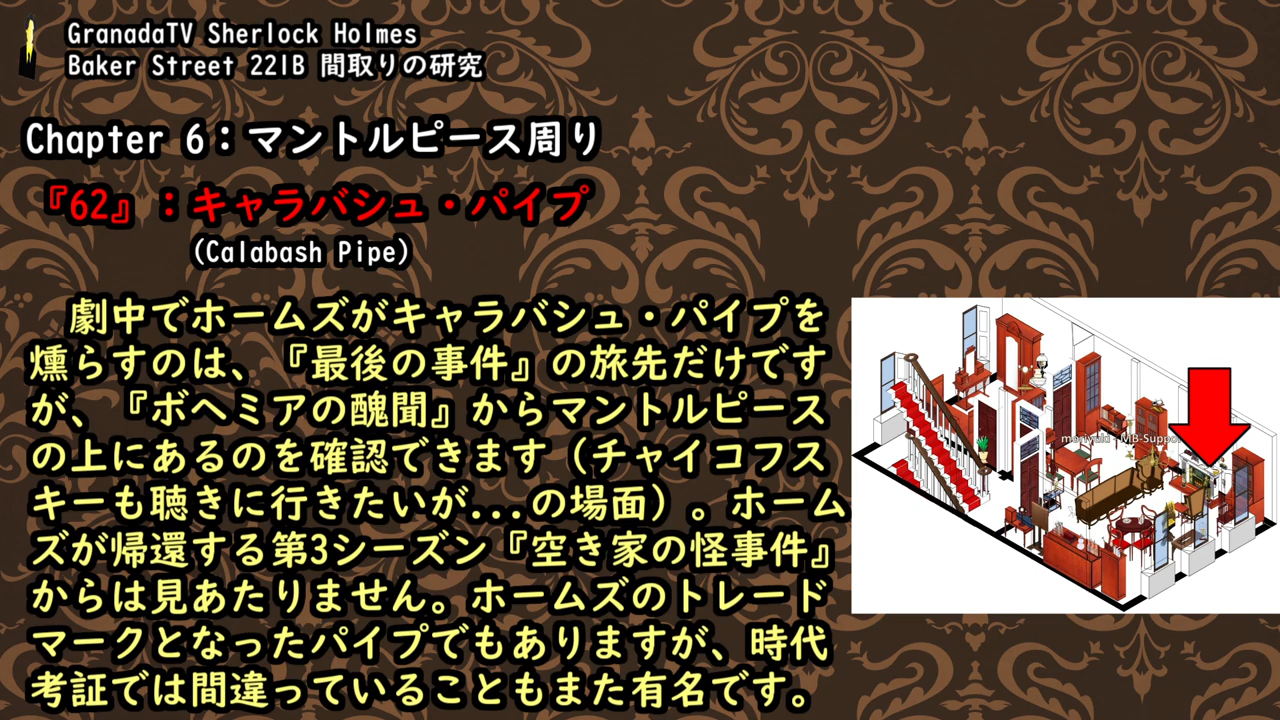 GranadaTV Sherlock Holmes
Baker Street 221B 間取りの研究
Chapter 6：マントルピース周り
『62』：キャラバシュ・パイプ
(Calabash Pipe)
劇中でホームズがキャラバシュ・パイプを
燻らすのは、『最後の事件』の旅先だけです
が、『ボヘミアの醜聞』からマントルピース
の上にあるのを確認できます（チャイコフス
キーも聴きに行きたいが...の場面）。ホーム
ズが帰還する第3シーズン『空き家の怪事件』
からは見あたりません。ホームズのトレード
マークとなったパイプでもありますが、時代
考証では間違っていることもまた有名です。